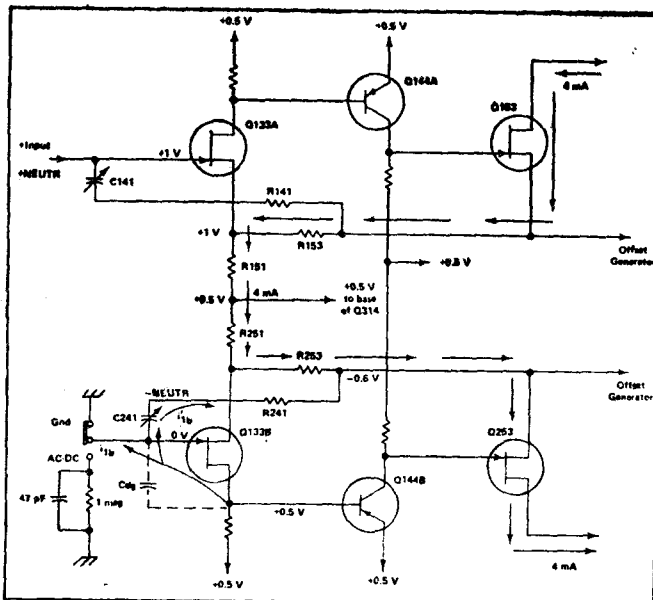 +0.5 V
+0.5 V
Q144A
4 mA
Q133A
+Input
+1 V
+NEUTR
C141
R141
+1 V
R153
Offset
Generator
R151
+0.5 V
4 mA
+0.5 V
to base
of Q314
R251
R253
-NEUTR
-0.6 V
Offset
Generator
R241
Gnd
C241
i1b
0 V
Q133B
Q253
i1b
AC-DC
Cdg
47 pF
1 meg
Q144B
+0.5 V
+0.5 V
+0.5 V
4 mA